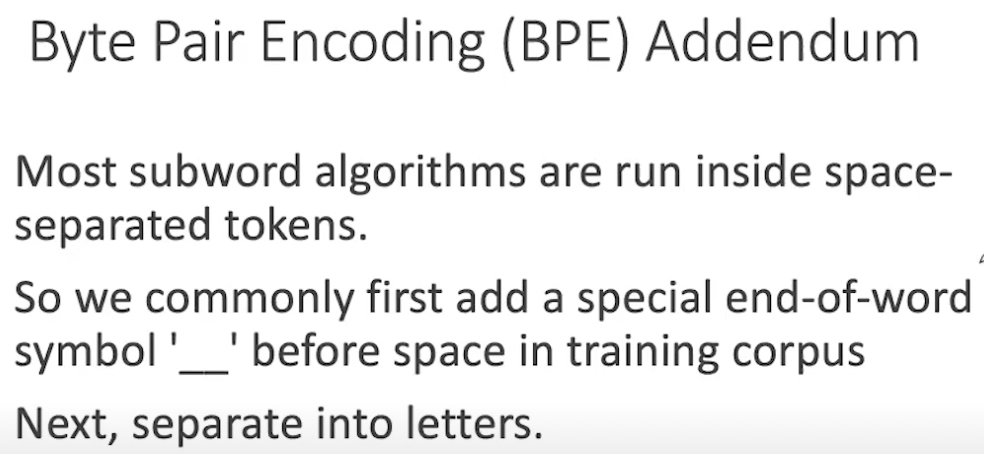 Byte Pair Encoding (BPE) Addendum
Most subword algorithms are run inside space-
separated tokens.
So we commonly first add a special end-of-word
symbol '__' before space in training corpus
Next, separate into letters.